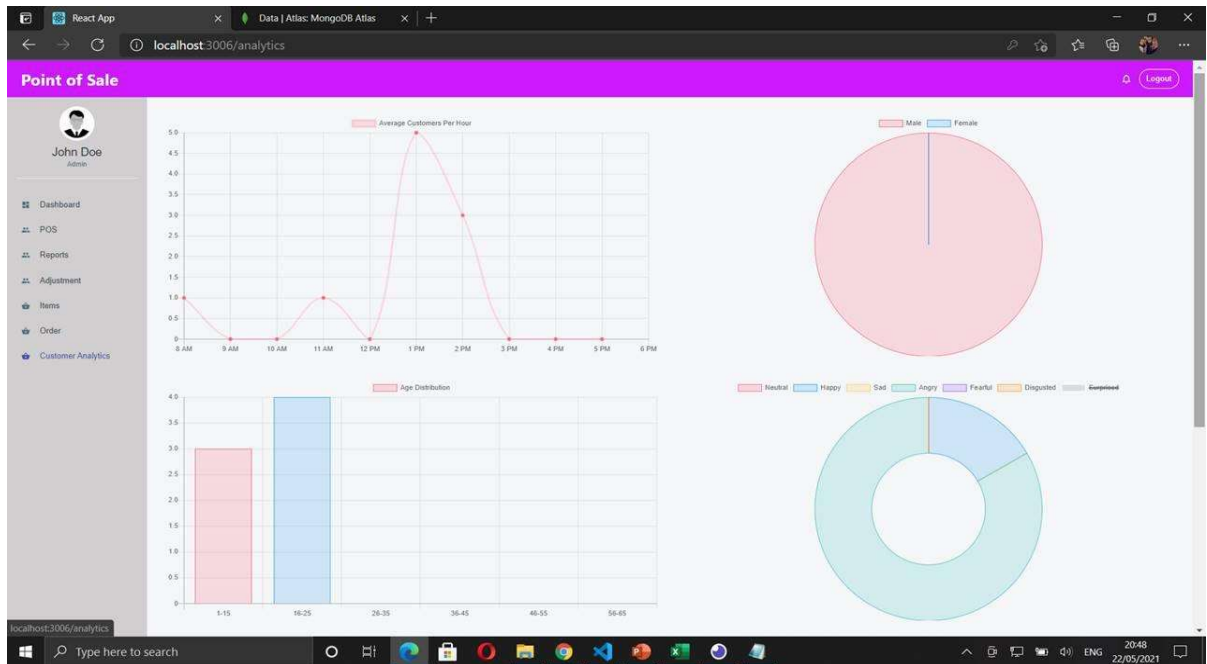 React App
Data | Atlas: MongoDB Atlas
localhost:3006/analytics
Point of Sale
Logout
John Doe
Admin
Dashboard
POS
Reports
Adjustment
Items
Order
Customer Analytics
Average Customers Per Hour
5.0
4.5
4.0
3.5
3.0
2.5
2.0
1.5
1.0
0.5
0
8 AM 9 AM 10 AM 11 AM 12 PM 1 PM 2 PM 3 PM 4 PM 5 PM 6 PM
Male Female
Age Distribution
4.0
3.5
3.0
2.5
2.0
1.5
1.0
0.5
0
1-15 16-25 26-35 36-45 46-55 56-65
Neutral Happy Sad Angry Fearful Disgusted Surprised
localhost:3006/analytics
Type here to search
ENG
20:48
22/05/2021